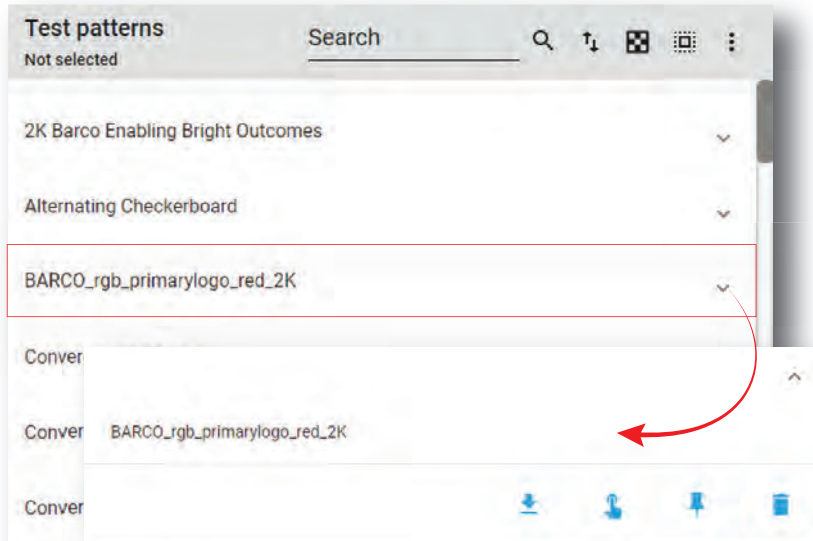 Test patterns
Search
Not selected
2K Barco Enabling Bright Outcomes
Alternating Checkerboard
BARCO_rgb_primarylogo_red_2K
Conver
Conver
BARCO_rgb_primarylogo_red_2K
Conver